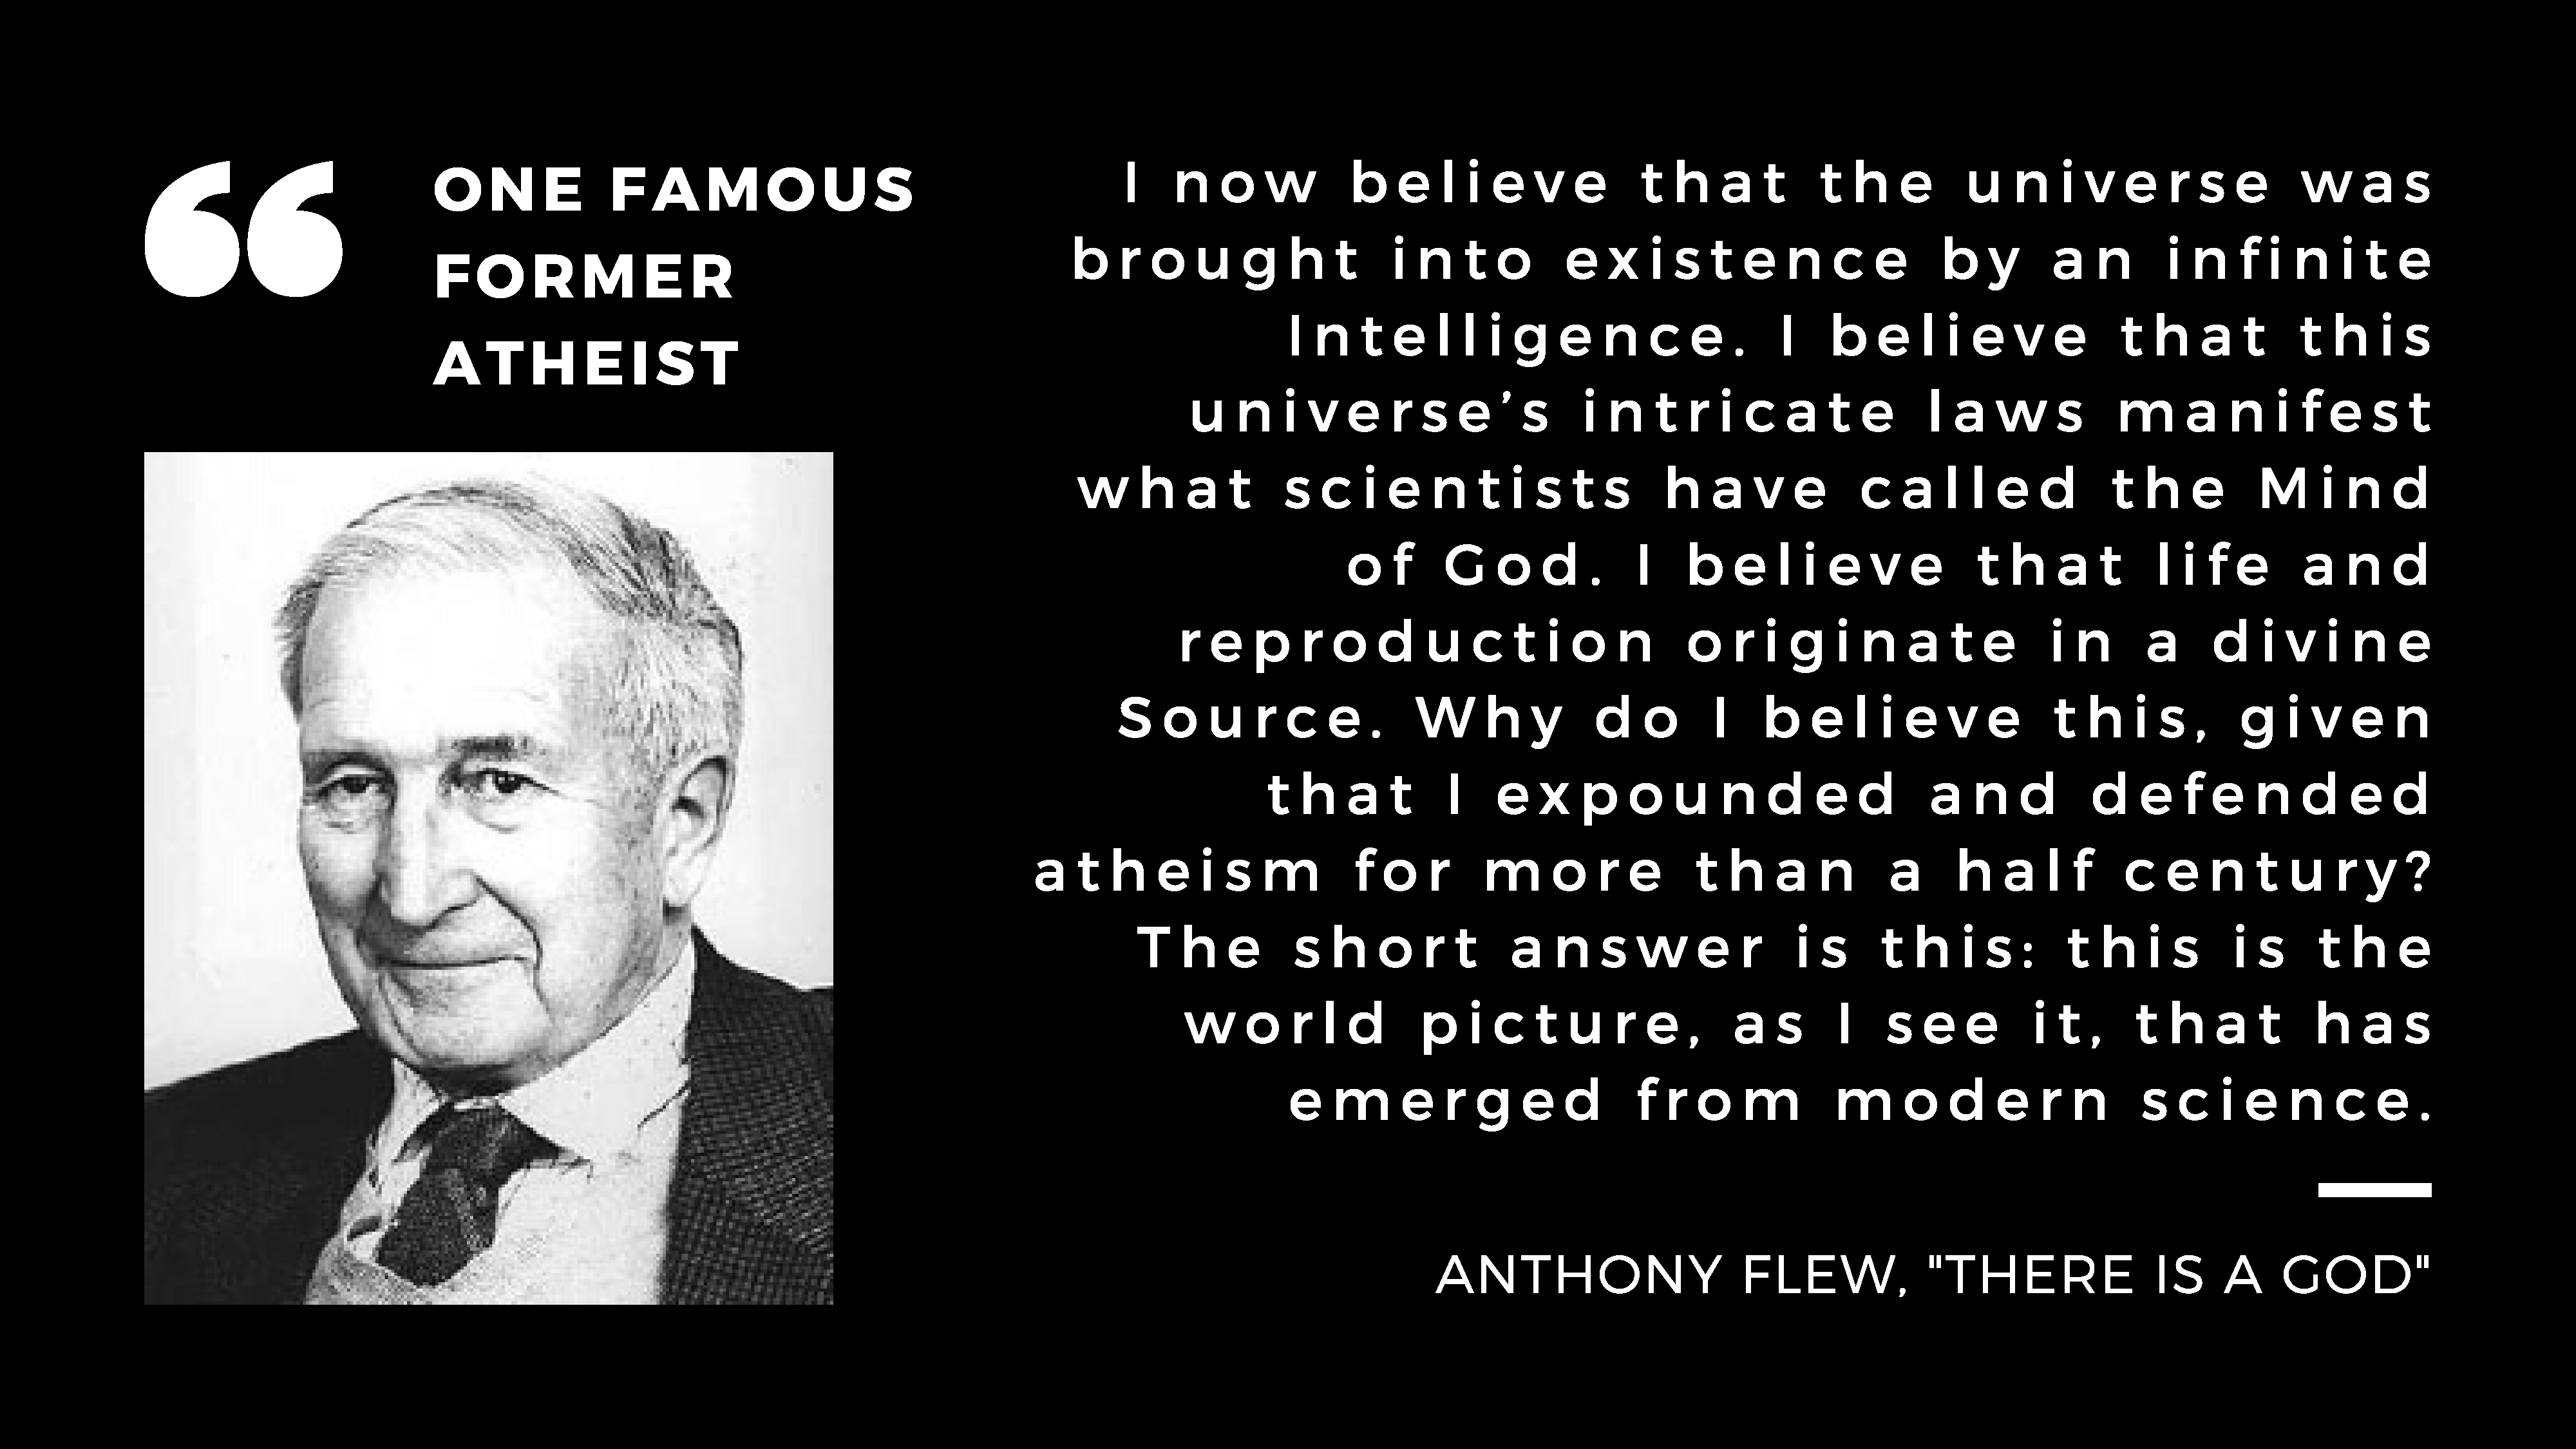 ONE FAMOUS
FORMER
ATHEIST
I now believe that the universe was
brought into existence by an infinite
Intelligence. I believe that this
universe’s intricate laws manifest
what scientists have called the Mind
of God. I believe that life and
reproduction originate in a divine
Source. Why do I believe this, given
that I expounded and defended
atheism for more than a half century?
The short answer is this: this is the
world picture, as I see it, that has
emerged from modern science.
ANTHONY FLEW, "THERE IS A GOD"